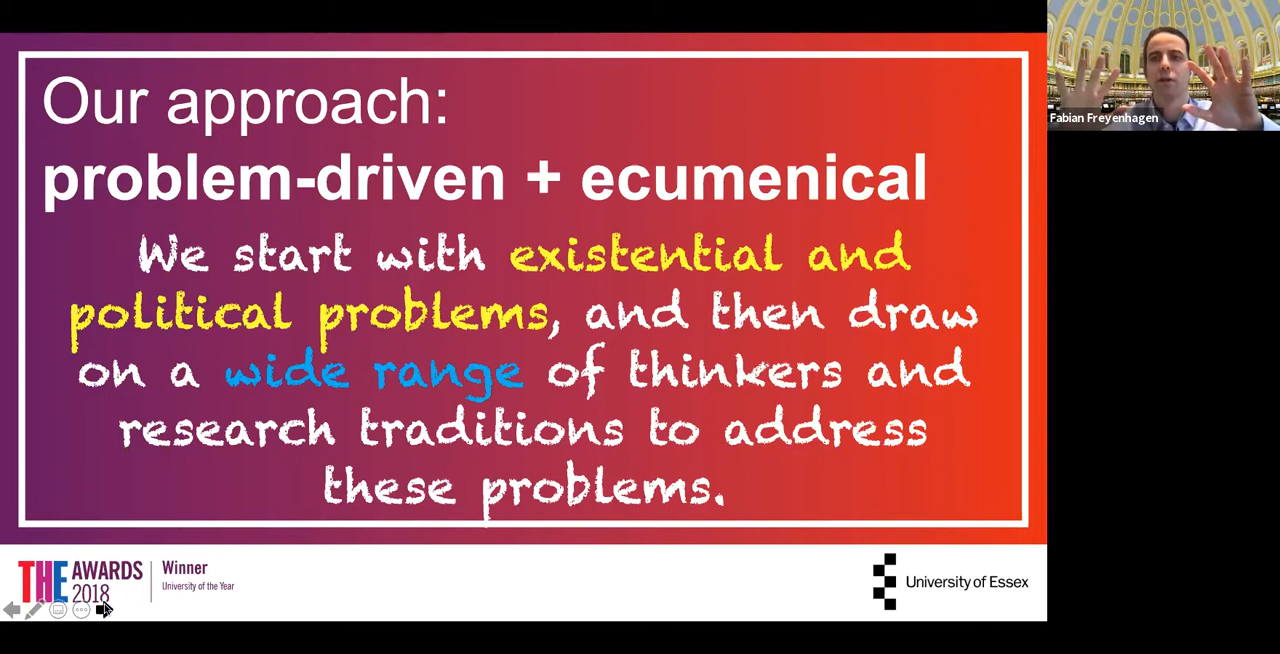 Our approach:
problem-driven + ecumenical
We start with existential and
political problems, and then draw
on a wide range of thinkers and
research traditions to address
these problems.
Fabian Freyenhagen
THE AWARDS
2018
Winner
University of the Year
University of Essex